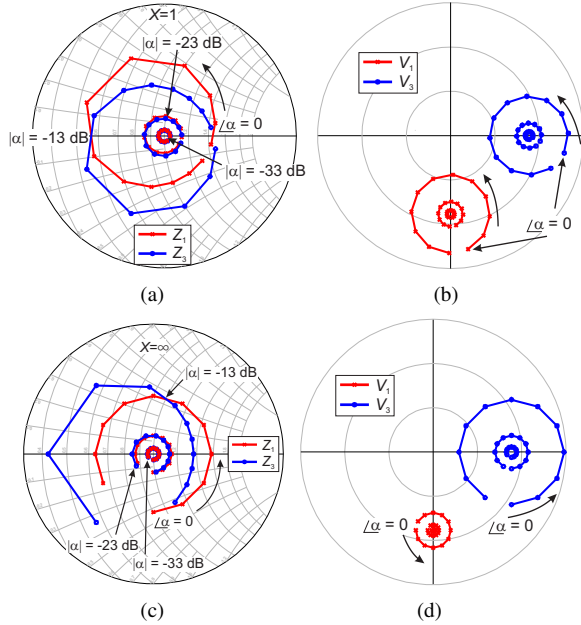 X=1
|α| = -23 dB
|α| = -13 dB
∠α = 0
|α| = -33 dB
Z1
Z3
(a)
V1
V3
∠α = 0
(b)
X=∞
|α| = -13 dB
Z1
Z3
∠α = 0
|α| = -23 dB
|α| = -33 dB
(c)
V1
V3
∠α = 0
∠α = 0
(d)